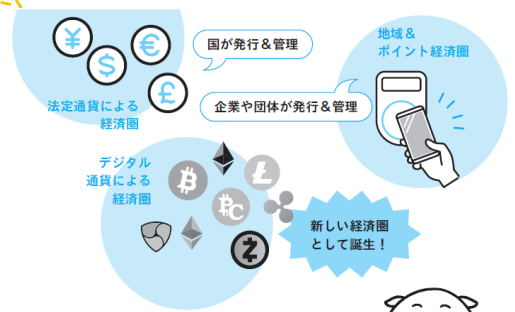 国が発行＆管理
法定通貨による
経済圏
地域＆
ポイント経済圏
企業や団体が発行＆管理
デジタル
通貨による
経済圏
新しい経済圏
として誕生！